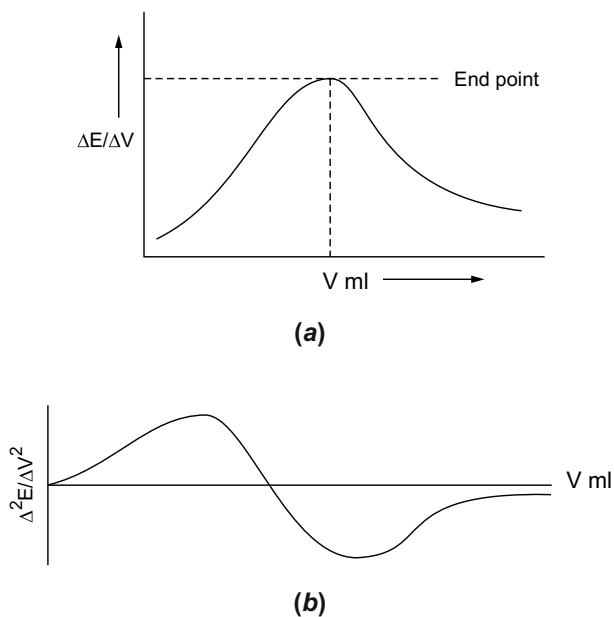 End point
ΔE/ΔV
V ml
(a)
Δ²E/ΔV²
V ml
(b)